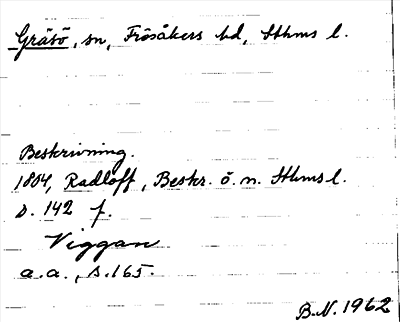 Gräsö, sn, Frösåkers hd, Sthms l.
Beskrivning.
1804, Radloff, Beskr. ö. n. Sthms l.
s. 142 f.
Viggan
a.a., s.165.
B.N. 1962